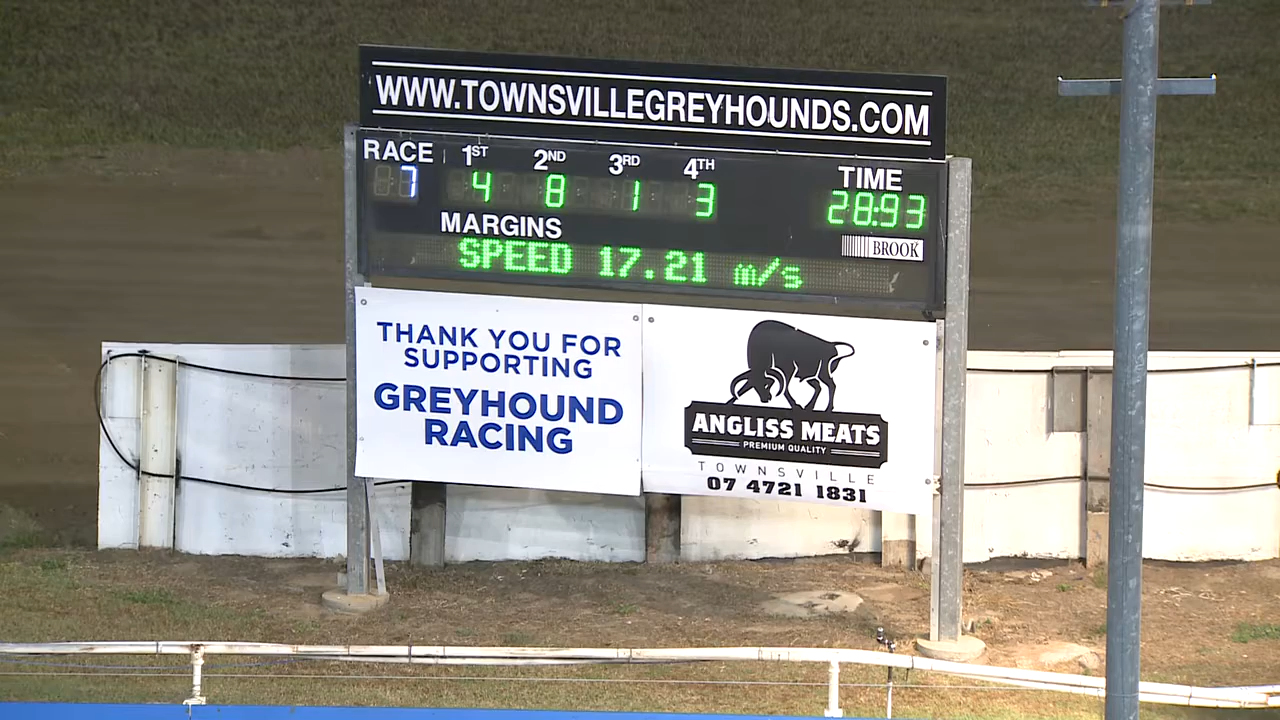 WWW.TOWNSVILLEGREYHOUNDS.COM
RACE 1ST 2ND 3RD 4TH TIME
7 4 8 1 3 28:93
MARGINS
BROOK
SPEED 17.21 m/s
THANK YOU FOR
SUPPORTING
GREYHOUND
RACING
ANGLISS MEATS
PREMIUM QUALITY
TOWNSVILLE
07 4721 1831